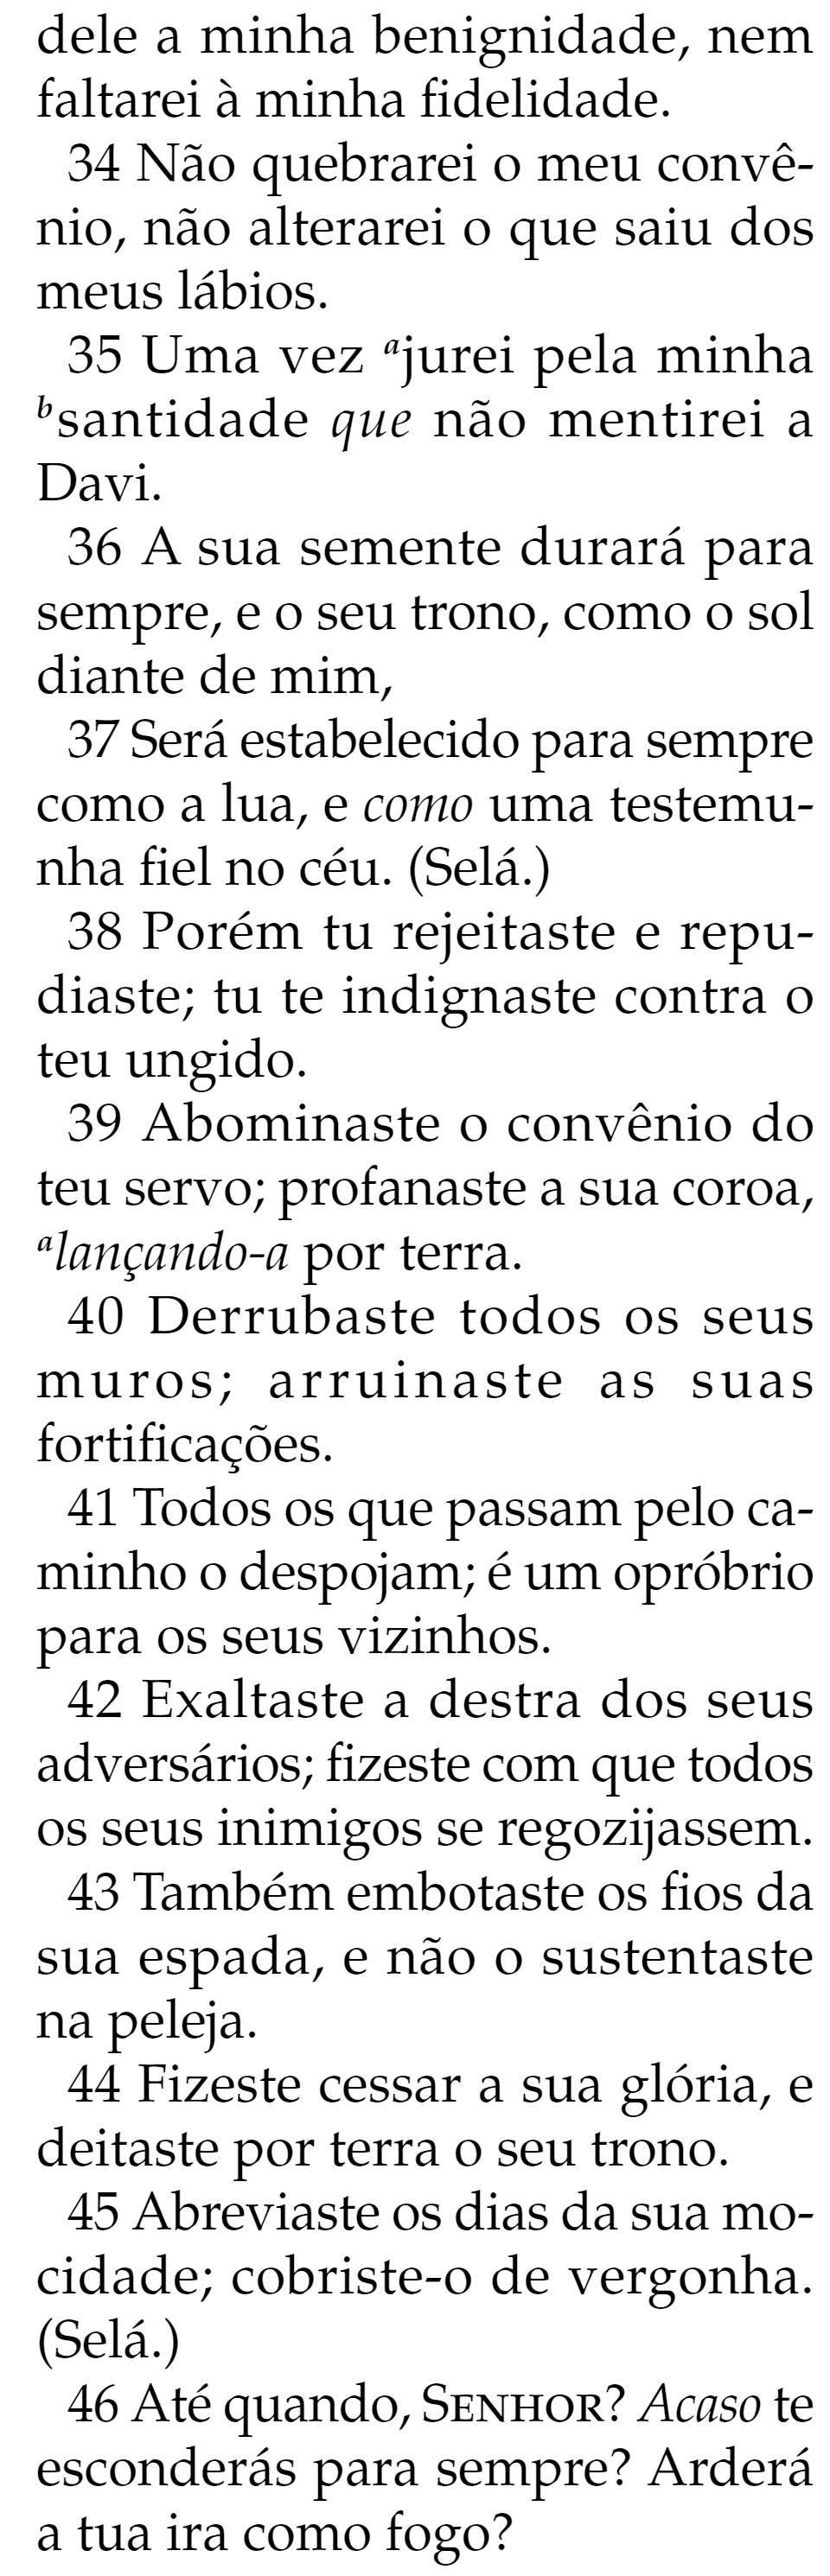 dele a minha benignidade, nem
faltarei à minha fidelidade.
34 Não quebrarei o meu convê-
nio, não alterarei o que saiu dos
meus lábios.
35 Uma vez ᵃjurei pela minha
ᵇsantidade que não mentirei a
Davi.
36 A sua semente durará para
sempre, e o seu trono, como o sol
diante de mim,
37 Será estabelecido para sempre
como a lua, e como uma testemu-
nha fiel no céu. (Selá.)
38 Porém tu rejeitaste e repu-
diaste; tu te indignaste contra o
teu ungido.
39 Abominaste o convênio do
teu servo; profanaste a sua coroa,
ᵃlançando-a por terra.
40 Derrubaste todos os seus
muros; arruinaste as suas
fortificações.
41 Todos os que passam pelo ca-
minho o despojam; é um opróbrio
para os seus vizinhos.
42 Exaltaste a destra dos seus
adversários; fizeste com que todos
os seus inimigos se regozijassem.
43 Também embotaste os fios da
sua espada, e não o sustentaste
na peleja.
44 Fizeste cessar a sua glória, e
deitaste por terra o seu trono.
45 Abreviaste os dias da sua mo-
cidade; cobriste-o de vergonha.
(Selá.)
46 Até quando, SENHOR? Acaso te
esconderás para sempre? Arderá
a tua ira como fogo?